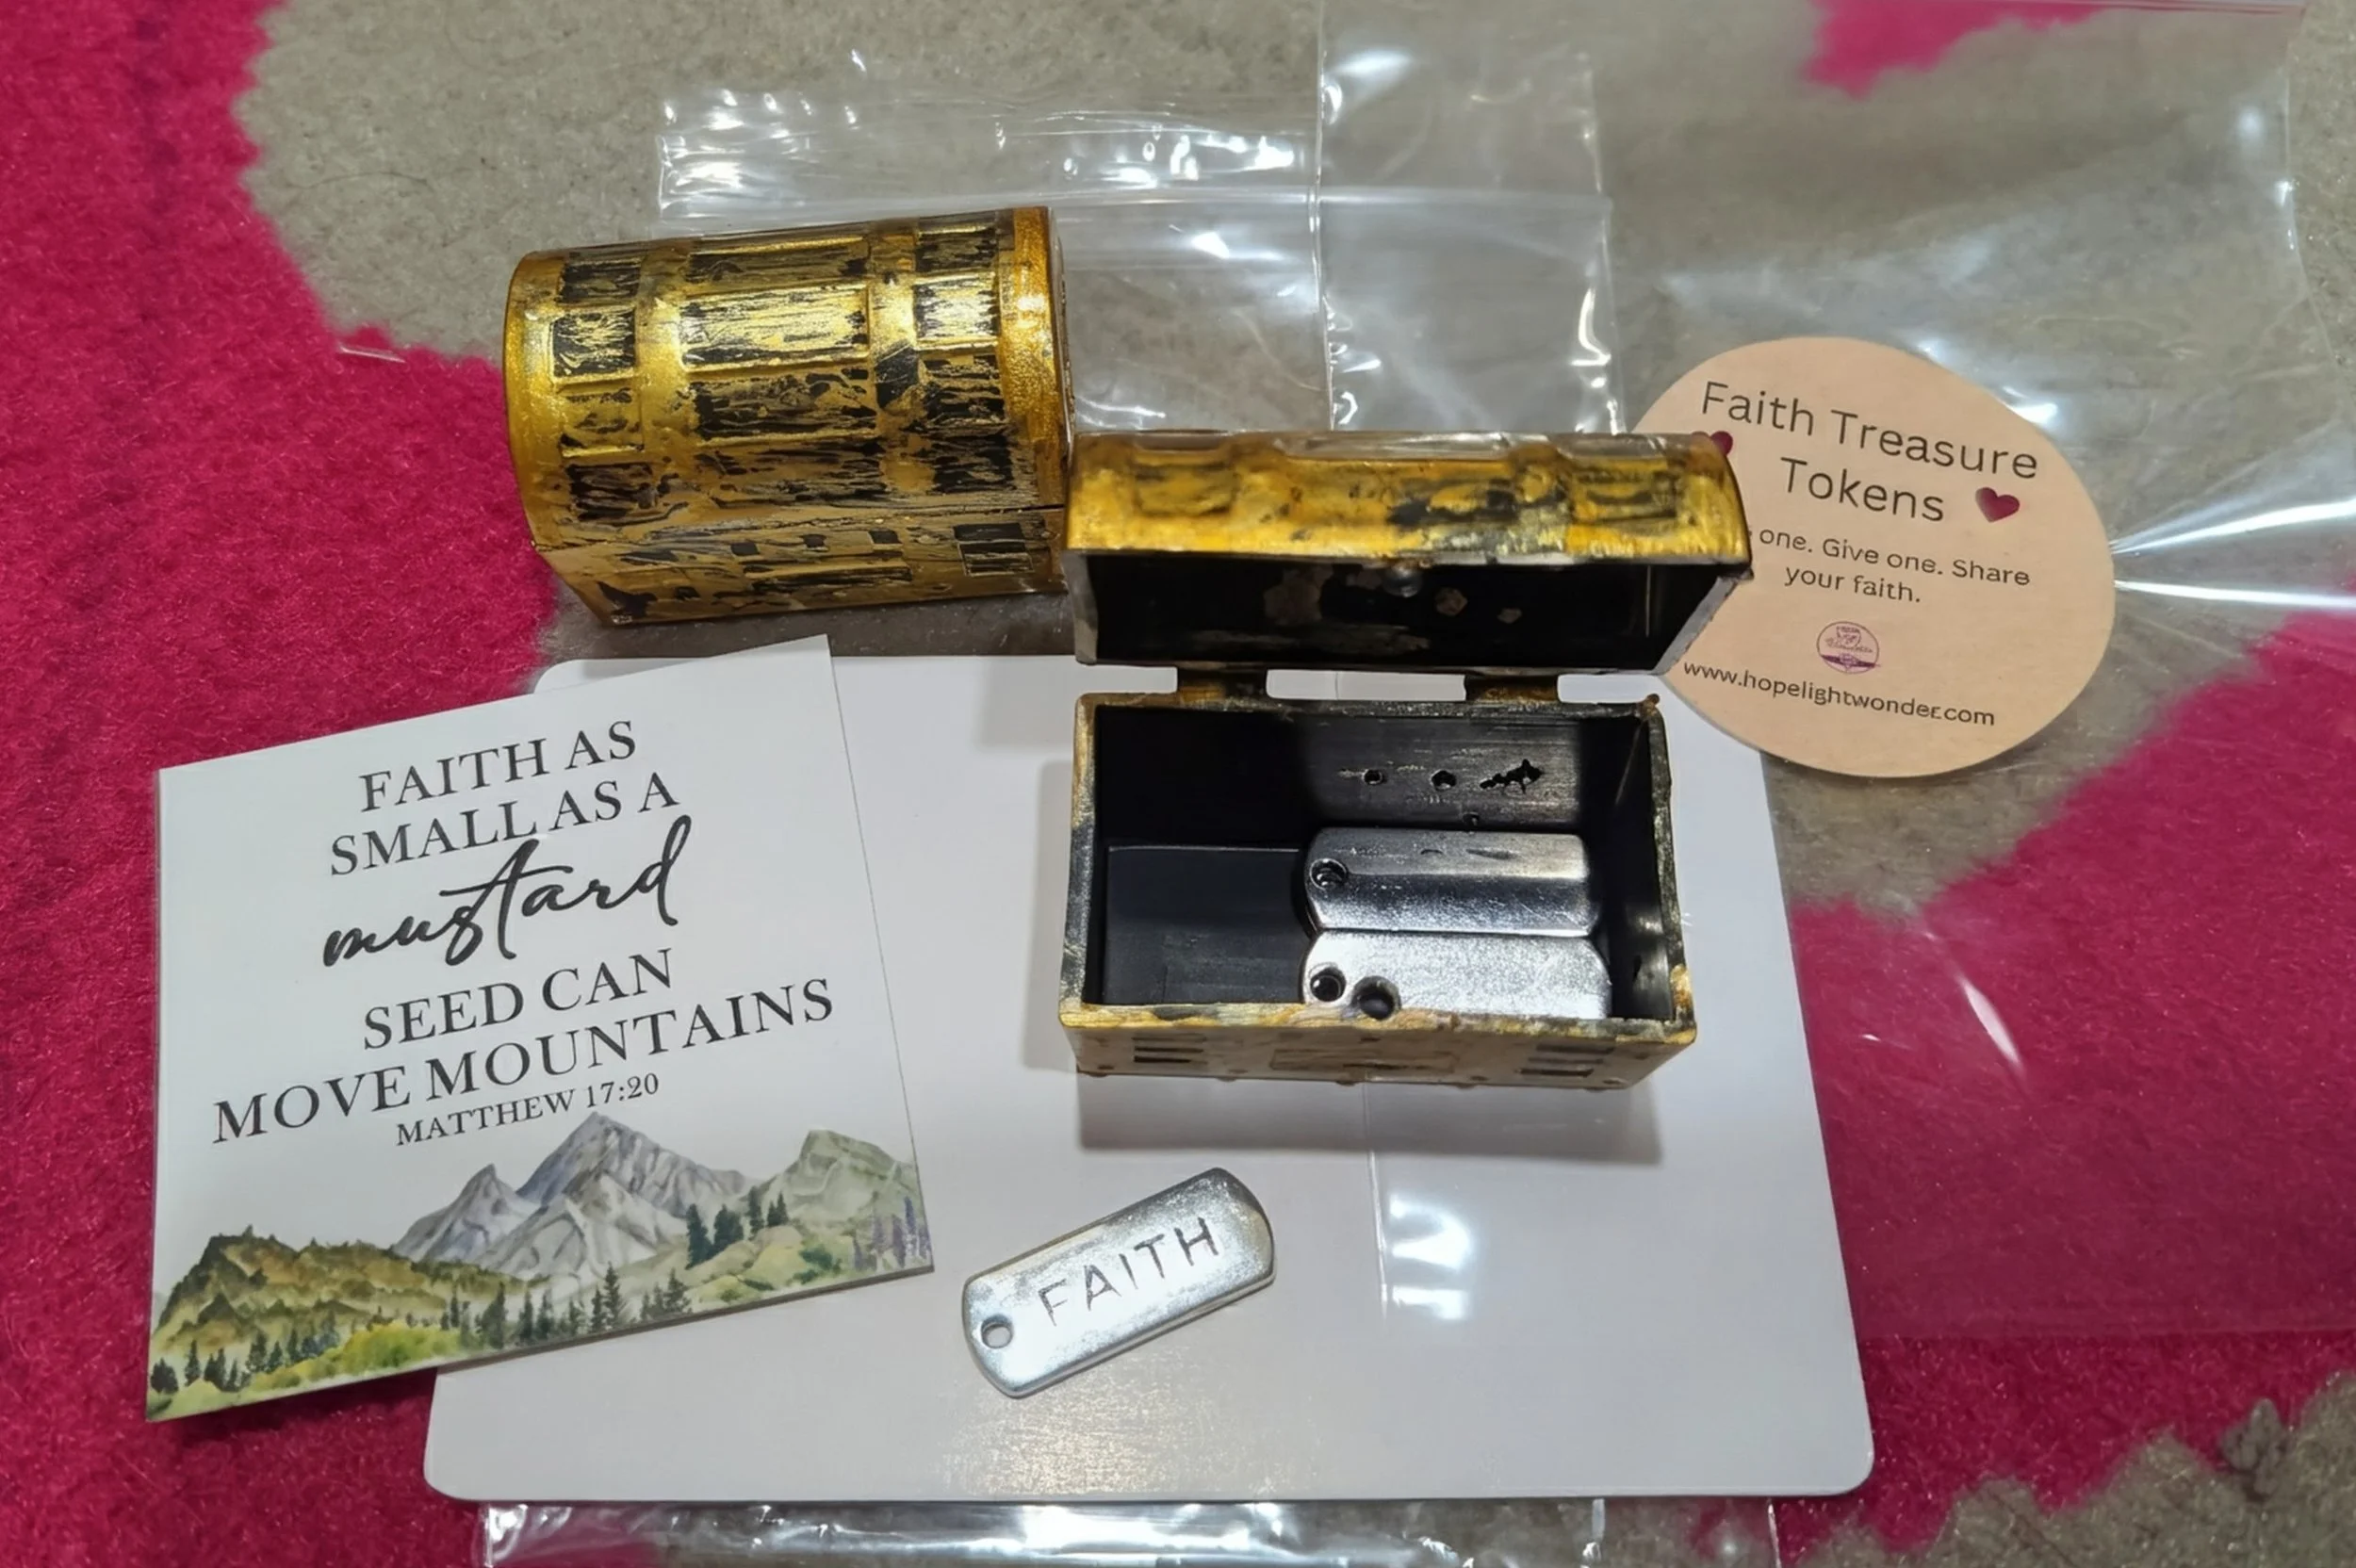 FAITH AS
SMALL AS A
mustard
SEED CAN
MOVE MOUNTAINS
MATTHEW 17:20
Faith Treasure
Tokens
one. Give one. Share
your faith.
www.hopelightwonder.com
FAITH